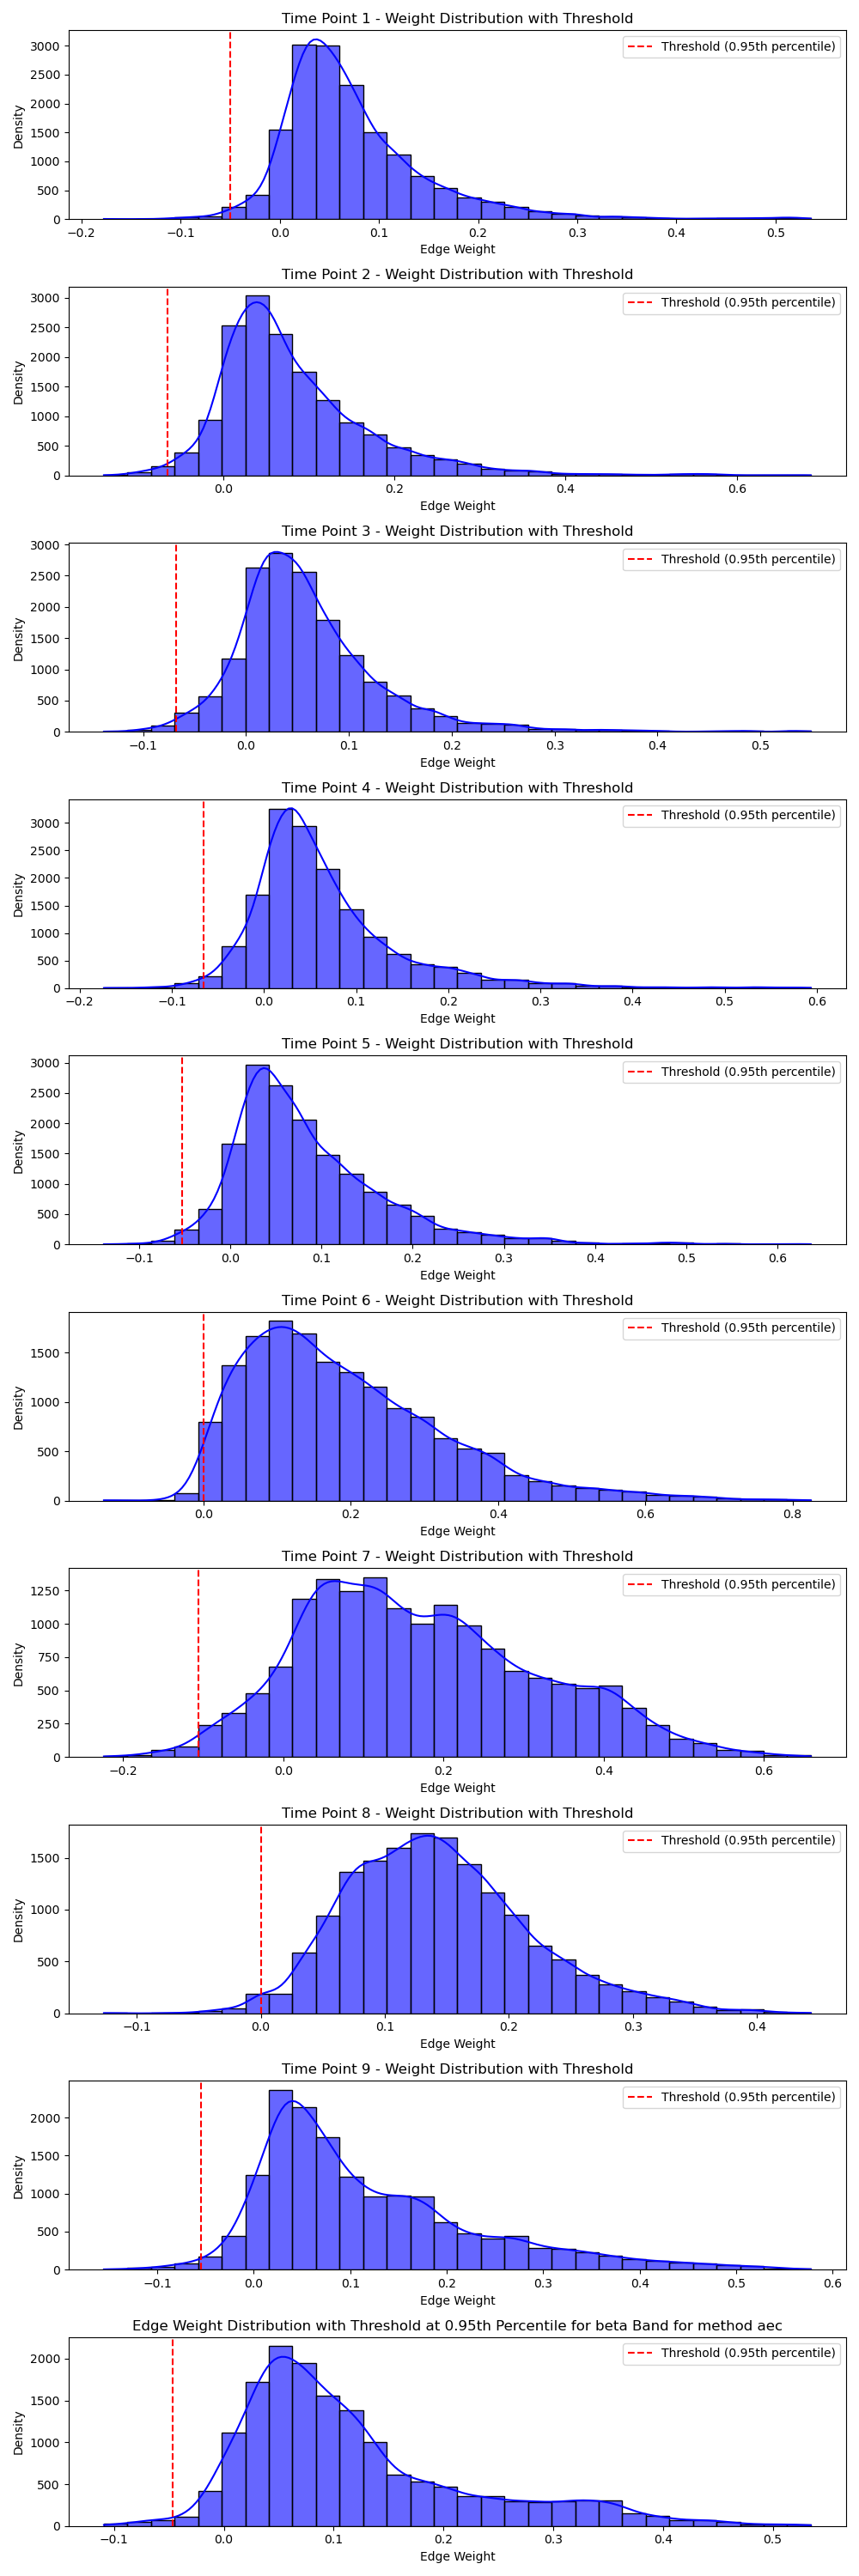 Time Point 1 - Weight Distribution with Threshold
Threshold (0.95th percentile)
Density
3000
2500
2000
1500
1000
500
0
−0.2 −0.1 0.0 0.1 0.2 0.3 0.4 0.5
Edge Weight
Time Point 2 - Weight Distribution with Threshold
Threshold (0.95th percentile)
Density
3000
2500
2000
1500
1000
500
0
0.0 0.2 0.4 0.6
Edge Weight
Time Point 3 - Weight Distribution with Threshold
Threshold (0.95th percentile)
Density
3000
2500
2000
1500
1000
500
0
−0.1 0.0 0.1 0.2 0.3 0.4 0.5
Edge Weight
Time Point 4 - Weight Distribution with Threshold
Threshold (0.95th percentile)
Density
3000
2500
2000
1500
1000
500
0
−0.2 −0.1 0.0 0.1 0.2 0.3 0.4 0.5 0.6
Edge Weight
Time Point 5 - Weight Distribution with Threshold
Threshold (0.95th percentile)
Density
3000
2500
2000
1500
1000
500
0
−0.1 0.0 0.1 0.2 0.3 0.4 0.5 0.6
Edge Weight
Time Point 6 - Weight Distribution with Threshold
Threshold (0.95th percentile)
Density
1500
1000
500
0
0.0 0.2 0.4 0.6 0.8
Edge Weight
Time Point 7 - Weight Distribution with Threshold
Threshold (0.95th percentile)
Density
1250
1000
750
500
250
0
−0.2 0.0 0.2 0.4 0.6
Edge Weight
Time Point 8 - Weight Distribution with Threshold
Threshold (0.95th percentile)
Density
1500
1000
500
0
−0.1 0.0 0.1 0.2 0.3 0.4
Edge Weight
Time Point 9 - Weight Distribution with Threshold
Threshold (0.95th percentile)
Density
2000
1500
1000
500
0
−0.1 0.0 0.1 0.2 0.3 0.4 0.5 0.6
Edge Weight
Edge Weight Distribution with Threshold at 0.95th Percentile for beta Band for method aec
Threshold (0.95th percentile)
Density
2000
1500
1000
500
0
−0.1 0.0 0.1 0.2 0.3 0.4 0.5
Edge Weight